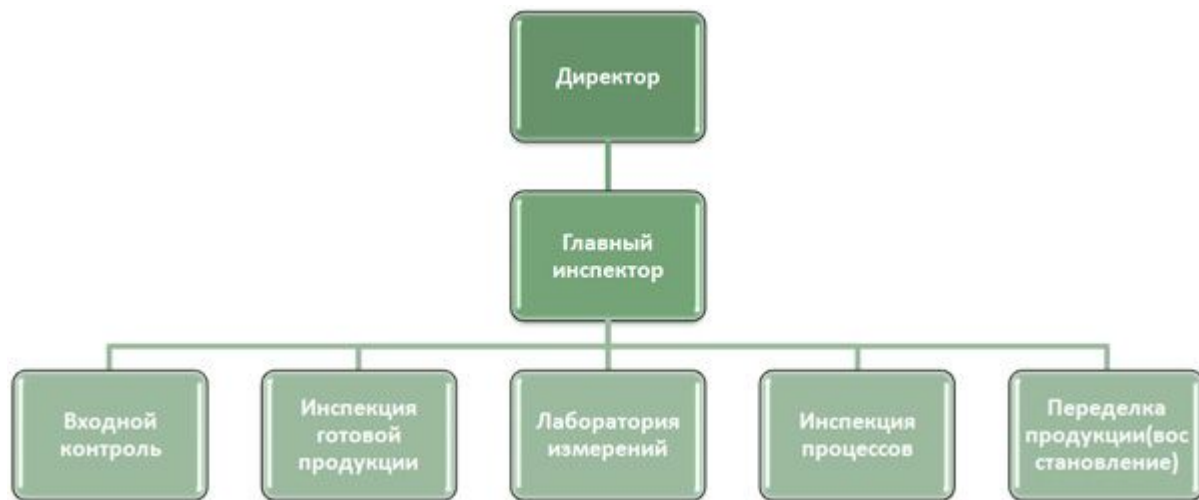 Директор
Главный
инспектор
Входной
контроль
Инспекция
готовой
продукции
Лаборатория
измерений
Инспекция
процессов
Переделка
продукции(вос
становление)